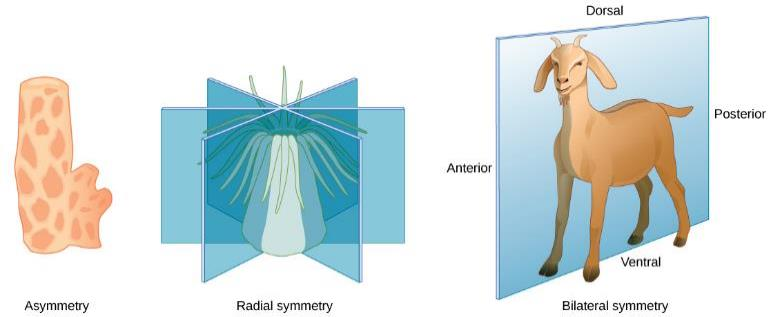 Dorsal
Posterior
Anterior
Ventral
Asymmetry
Radial symmetry
Bilateral symmetry